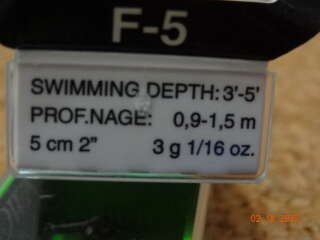 F-5
SWIMMING DEPTH: 3'-5'
PROF.NAGE: 0,9-1,5 m
5 cm 2" 3 g 1/16 oz.